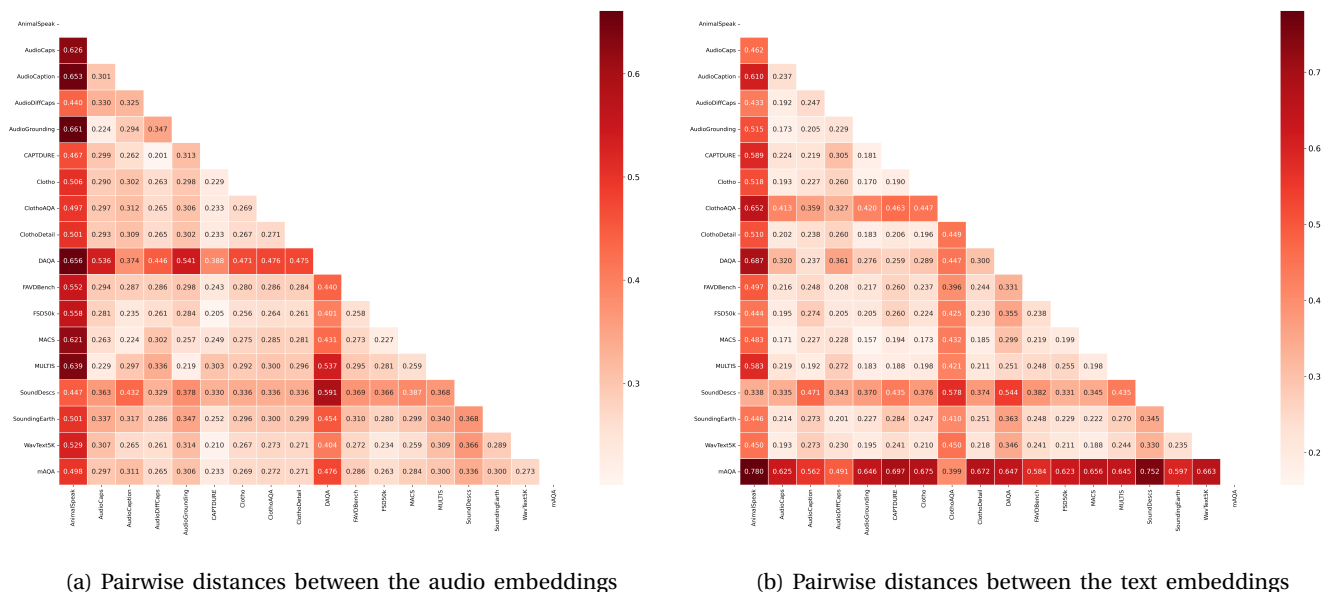 AnimalSpeak
AudioCaps 0.626
AudioCaption 0.653 0.301
AudioDiffCaps 0.440 0.330 0.325
AudioGrounding 0.661 0.224 0.294 0.347
CAPTDURE 0.467 0.299 0.262 0.201 0.313
Clotho 0.506 0.290 0.302 0.263 0.298 0.229
ClothoAQA 0.497 0.297 0.312 0.265 0.306 0.233 0.269
ClothoDetail 0.501 0.293 0.309 0.265 0.302 0.233 0.267 0.271
DAQA 0.656 0.536 0.374 0.446 0.541 0.388 0.471 0.476 0.475
FAVDBench 0.552 0.294 0.287 0.286 0.298 0.243 0.280 0.286 0.284 0.440
FSD50k 0.558 0.281 0.235 0.261 0.284 0.205 0.256 0.264 0.261 0.401 0.258
MACS 0.621 0.263 0.224 0.302 0.257 0.249 0.275 0.285 0.281 0.431 0.273 0.227
MULTIS 0.639 0.229 0.297 0.336 0.219 0.303 0.292 0.300 0.296 0.537 0.295 0.281 0.259
SoundDescs 0.447 0.363 0.432 0.329 0.378 0.330 0.336 0.336 0.336 0.591 0.369 0.366 0.387 0.368
SoundingEarth 0.501 0.337 0.317 0.286 0.347 0.252 0.296 0.300 0.299 0.454 0.310 0.280 0.299 0.340 0.368
WavText5K 0.529 0.307 0.265 0.261 0.314 0.210 0.267 0.273 0.271 0.404 0.272 0.234 0.259 0.309 0.366 0.289
mAQA 0.498 0.297 0.311 0.265 0.306 0.233 0.269 0.272 0.271 0.476 0.286 0.263 0.284 0.300 0.336 0.300 0.273
AnimalSpeak AudioCaps AudioCaption AudioDiffCaps AudioGrounding CAPTDURE Clotho ClothoAQA ClothoDetail DAQA FAVDBench FSD50k MACS MULTIS SoundDescs SoundingEarth WavText5K mAQA
0.6
0.5
0.4
0.3
(a) Pairwise distances between the audio embeddings
AnimalSpeak
AudioCaps 0.462
AudioCaption 0.610 0.237
AudioDiffCaps 0.433 0.192 0.247
AudioGrounding 0.515 0.173 0.205 0.229
CAPTDURE 0.589 0.224 0.219 0.305 0.181
Clotho 0.518 0.193 0.227 0.260 0.170 0.190
ClothoAQA 0.652 0.413 0.359 0.327 0.420 0.463 0.447
ClothoDetail 0.510 0.202 0.238 0.260 0.183 0.206 0.196 0.449
DAQA 0.687 0.320 0.237 0.361 0.276 0.259 0.289 0.447 0.300
FAVDBench 0.497 0.216 0.248 0.208 0.217 0.260 0.237 0.396 0.244 0.331
FSD50k 0.444 0.195 0.274 0.205 0.205 0.260 0.224 0.425 0.230 0.355 0.238
MACS 0.483 0.171 0.227 0.228 0.157 0.194 0.174 0.432 0.185 0.299 0.219 0.199
MULTIS 0.583 0.219 0.192 0.272 0.188 0.188 0.198 0.421 0.211 0.251 0.248 0.255 0.198
SoundDescs 0.338 0.335 0.471 0.343 0.370 0.435 0.376 0.578 0.374 0.544 0.382 0.331 0.345 0.435
SoundingEarth 0.446 0.214 0.273 0.201 0.227 0.284 0.247 0.410 0.251 0.363 0.248 0.229 0.222 0.270 0.345
WavText5K 0.450 0.193 0.273 0.230 0.195 0.241 0.210 0.450 0.218 0.346 0.241 0.211 0.188 0.244 0.330 0.235
mAQA 0.780 0.625 0.562 0.491 0.646 0.697 0.675 0.399 0.672 0.647 0.584 0.623 0.656 0.645 0.752 0.597 0.663
AnimalSpeak AudioCaps AudioCaption AudioDiffCaps AudioGrounding CAPTDURE Clotho ClothoAQA ClothoDetail DAQA FAVDBench FSD50k MACS MULTIS SoundDescs SoundingEarth WavText5K mAQA
0.7
0.6
0.5
0.4
0.3
0.2
(b) Pairwise distances between the text embeddings